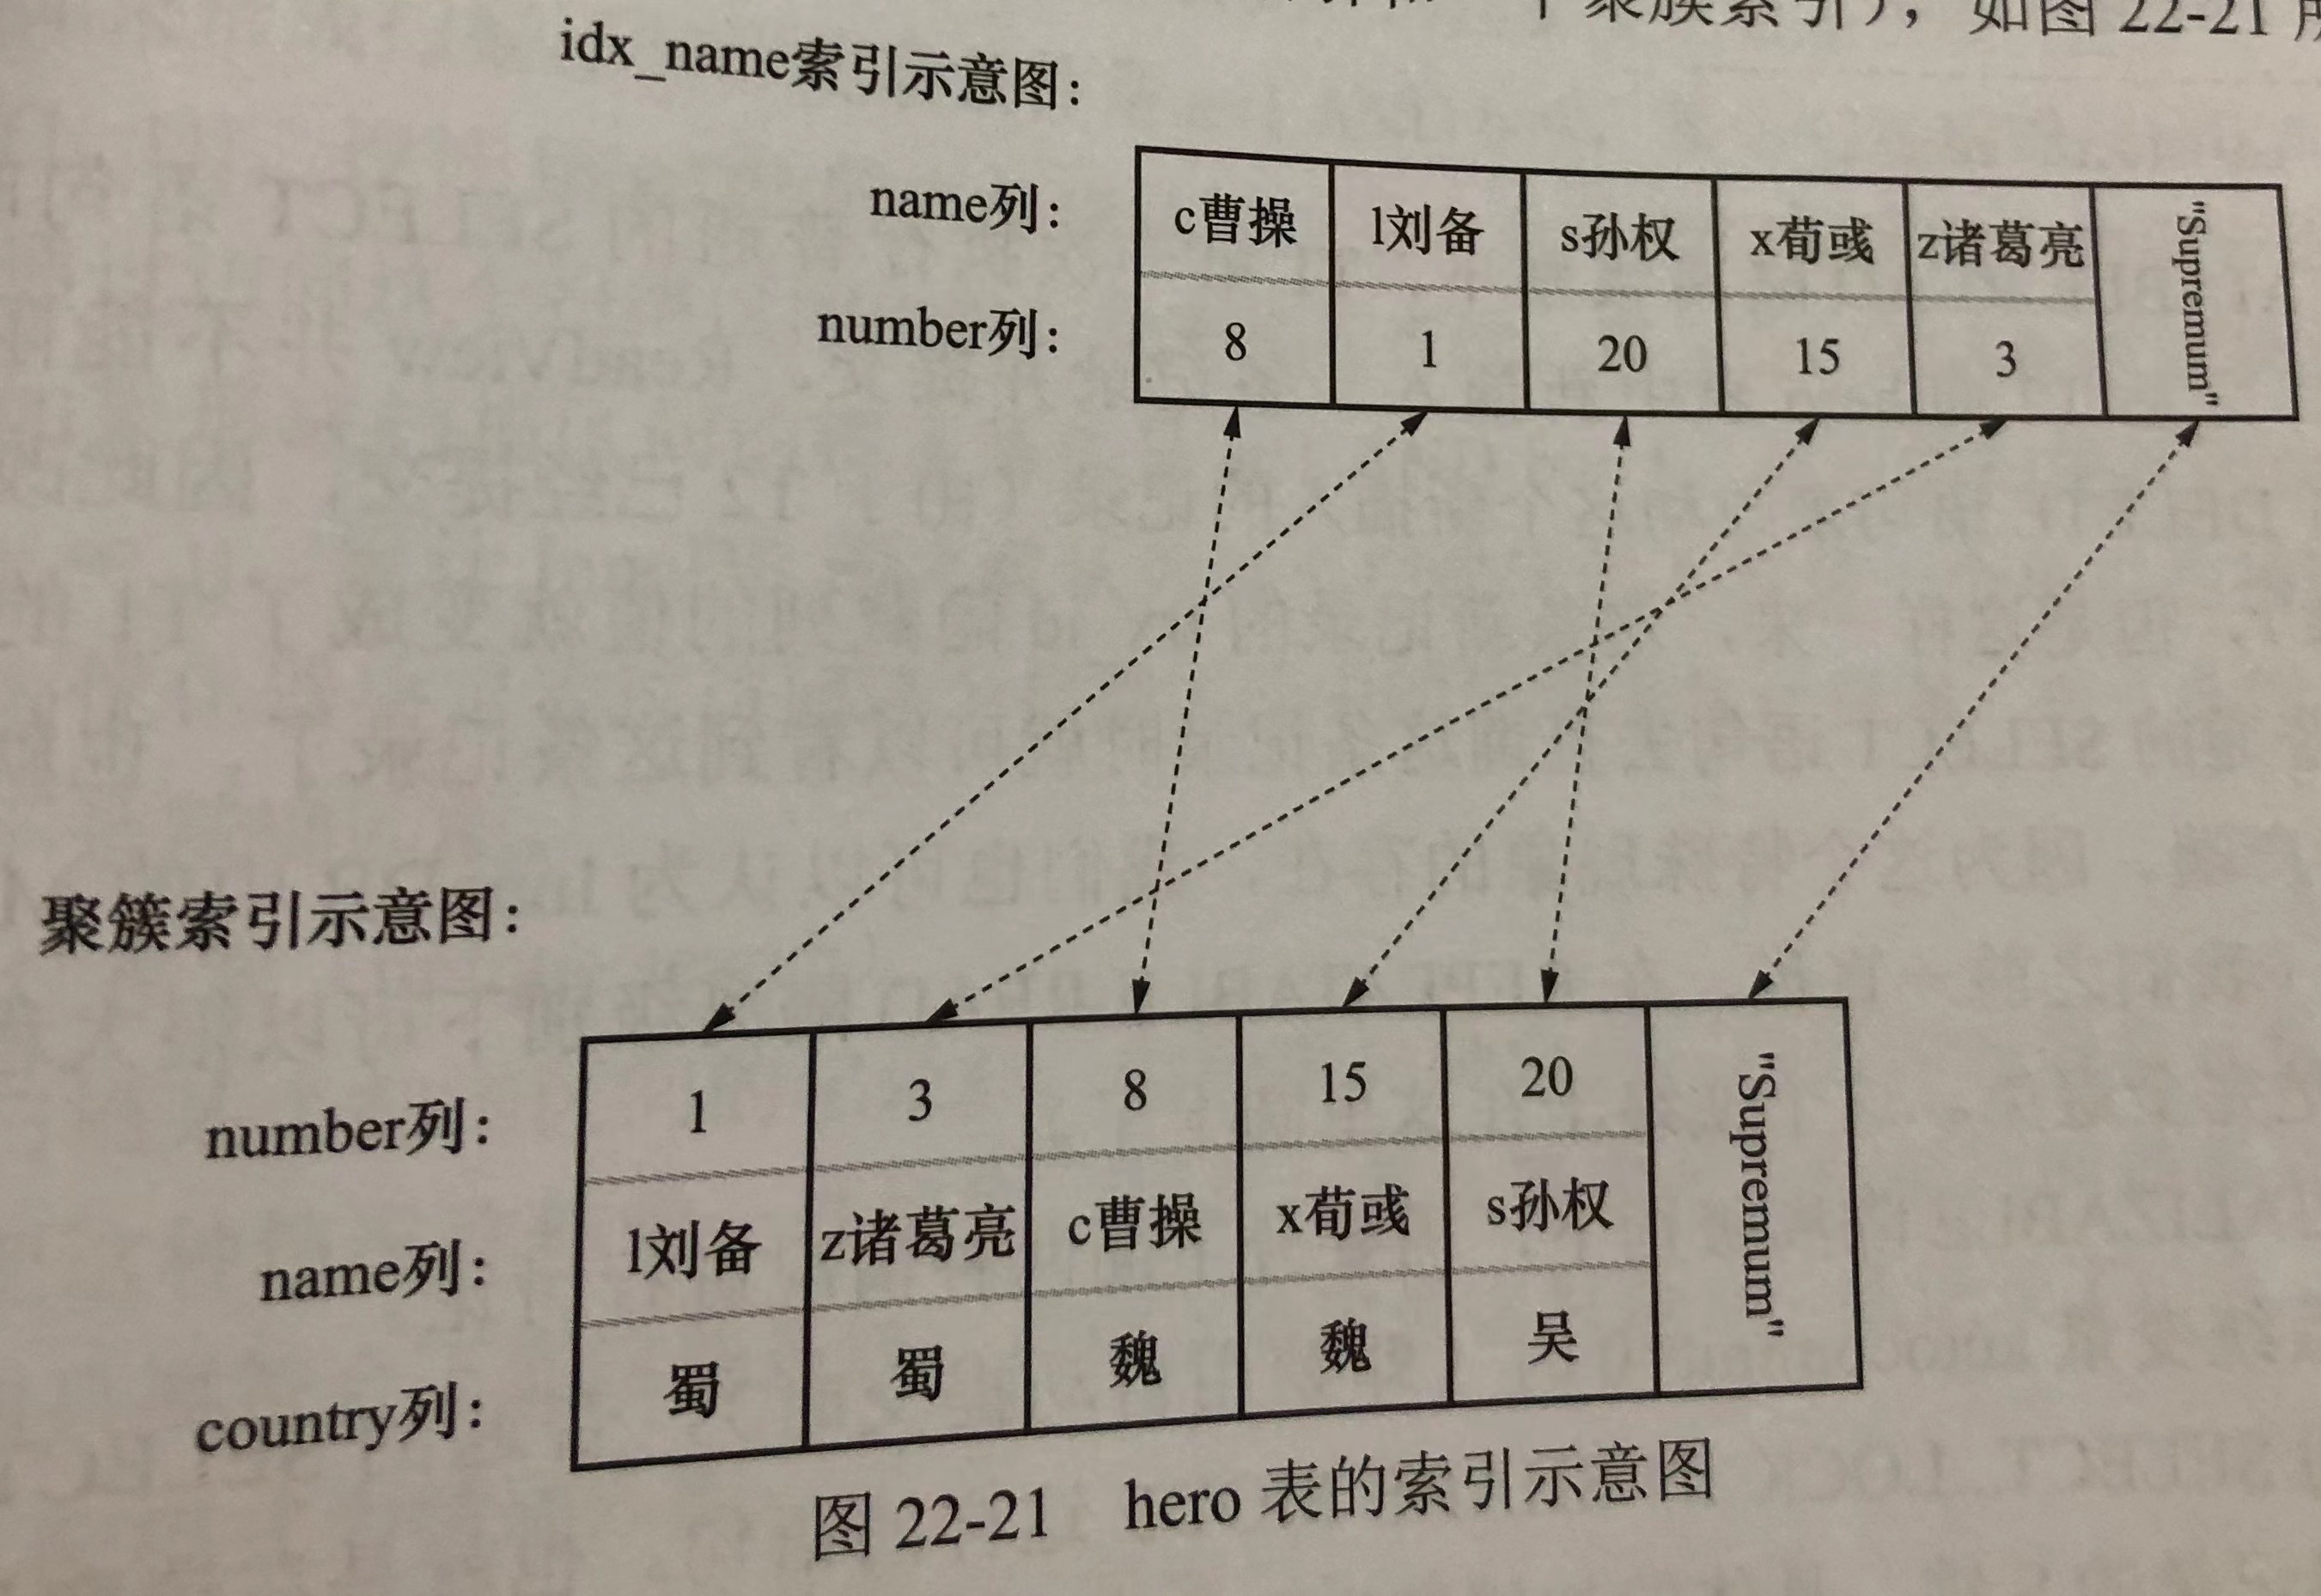 个聚簇索引），如图 22-21 所
idx_name索引示意图：
name列： c曹操 l刘备 s孙权 x荀彧 z诸葛亮 "Supremum"
number列： 8 1 20 15 3
聚簇索引示意图：
number列： 1 3 8 15 20 "Supremum"
name列： l刘备 z诸葛亮 c曹操 x荀彧 s孙权
country列： 蜀 蜀 魏 魏 吴
图 22-21 hero 表的索引示意图